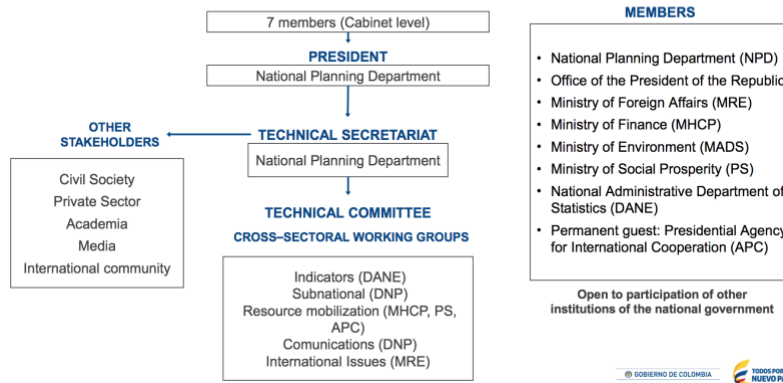 7 members (Cabinet level)
PRESIDENT
National Planning Department
OTHER
STAKEHOLDERS
TECHNICAL SECRETARIAT
National Planning Department
Civil Society
Private Sector
Academia
Media
International community
TECHNICAL COMMITTEE
CROSS–SECTORAL WORKING GROUPS
Indicators (DANE)
Subnational (DNP)
Resource mobilization (MHCP, PS,
APC)
Comunications (DNP)
International Issues (MRE)
MEMBERS
• National Planning Department (NPD)
• Office of the President of the Republic
• Ministry of Foreign Affairs (MRE)
• Ministry of Finance (MHCP)
• Ministry of Environment (MADS)
• Ministry of Social Prosperity (PS)
• National Administrative Department of
Statistics (DANE)
• Permanent guest: Presidential Agency
for International Cooperation (APC)
Open to participation of other
institutions of the national government
GOBIERNO DE COLOMBIA
TODOS POR
NUEVO PA